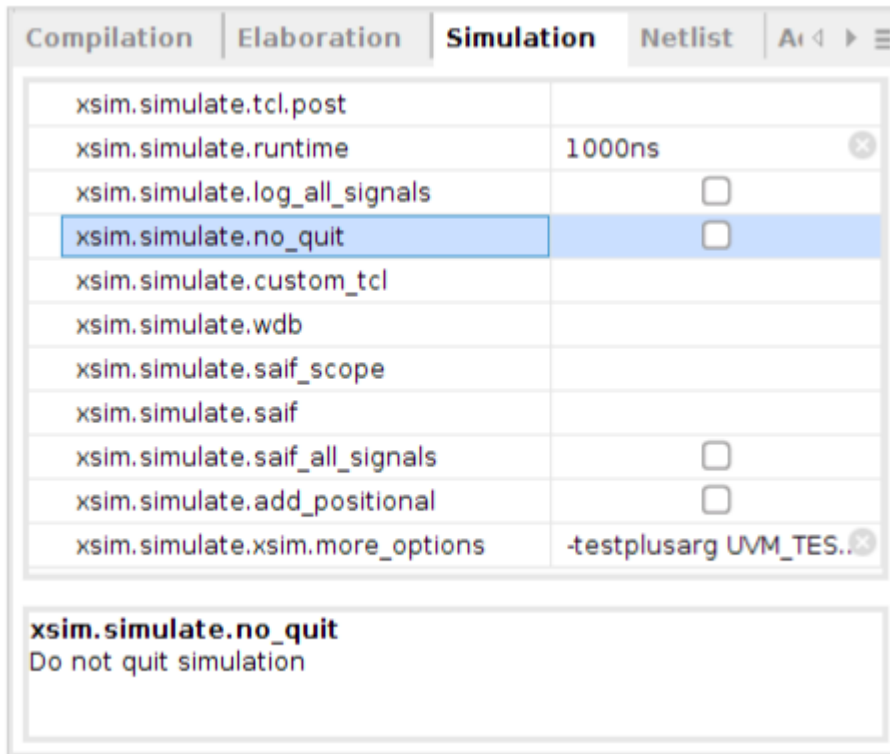 Compilation Elaboration Simulation Netlist
xsim.simulate.tcl.post
xsim.simulate.runtime 1000ns
xsim.simulate.log_all_signals
xsim.simulate.no_quit
xsim.simulate.custom_tcl
xsim.simulate.wdb
xsim.simulate.saif_scope
xsim.simulate.saif
xsim.simulate.saif_all_signals
xsim.simulate.add_positional
xsim.simulate.xsim.more_options -testplusarg UVM_TES..
xsim.simulate.no_quit
Do not quit simulation